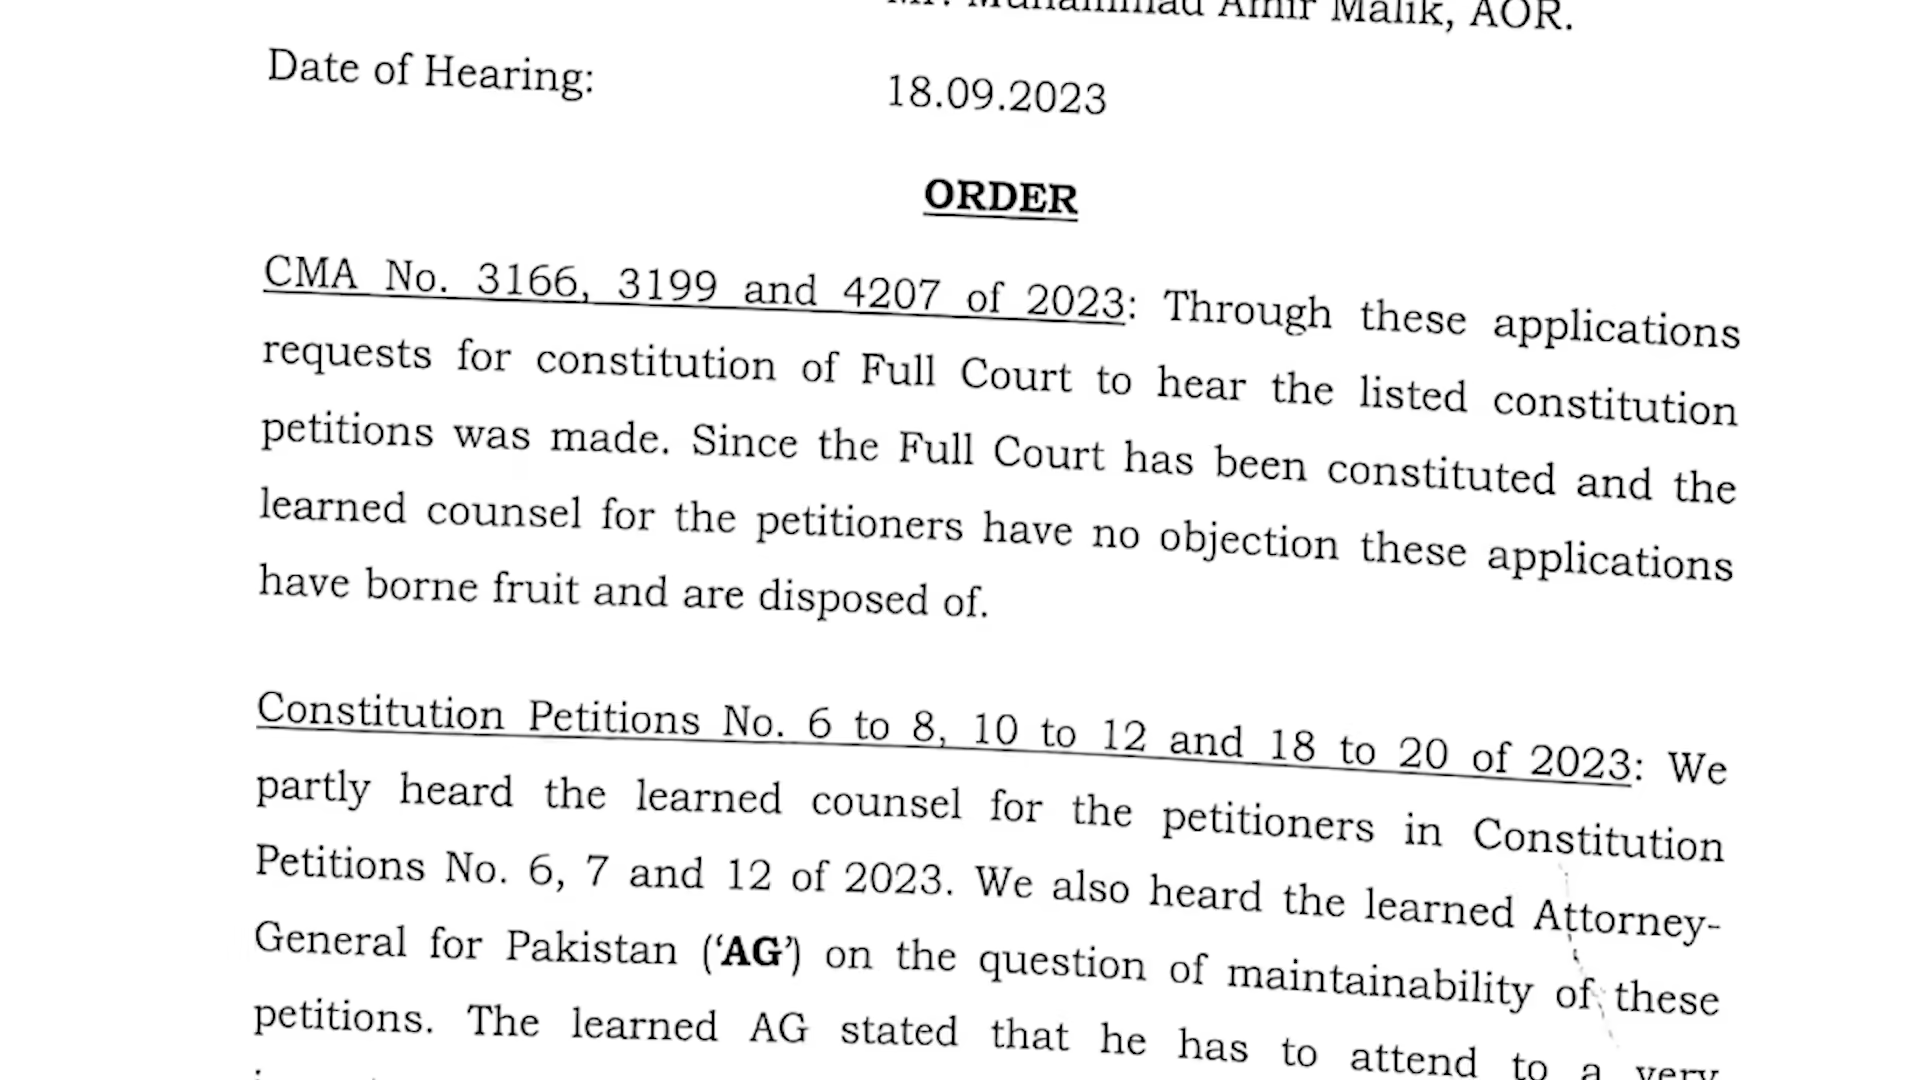 Mr. Muhammad Amir Malik, AOR.
Date of Hearing: 18.09.2023
ORDER
CMA No. 3166, 3199 and 4207 of 2023: Through these applications
requests for constitution of Full Court to hear the listed constitution
petitions was made. Since the Full Court has been constituted and the
learned counsel for the petitioners have no objection these applications
have borne fruit and are disposed of.
Constitution Petitions No. 6 to 8, 10 to 12 and 18 to 20 of 2023: We
partly heard the learned counsel for the petitioners in Constitution
Petitions No. 6, 7 and 12 of 2023. We also heard the learned Attorney-
General for Pakistan (‘AG’) on the question of maintainability of these
petitions. The learned AG stated that he has to attend to a very